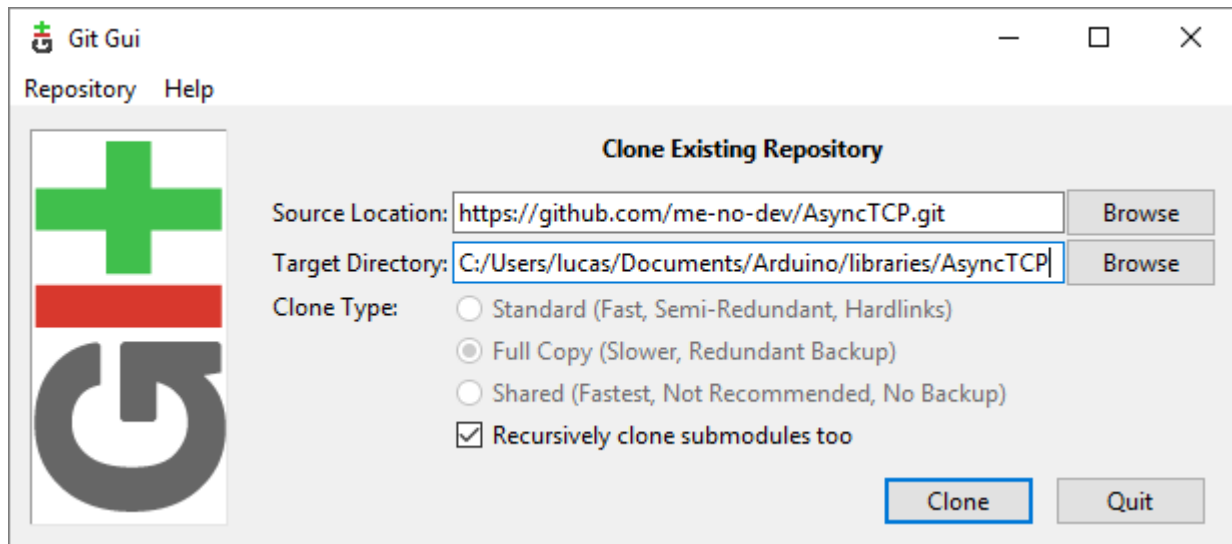 Git Gui
Repository Help
Clone Existing Repository
Source Location: https://github.com/me-no-dev/AsyncTCP.git Browse
Target Directory: C:/Users/lucas/Documents/Arduino/libraries/AsyncTCP Browse
Clone Type: Standard (Fast, Semi-Redundant, Hardlinks)
Full Copy (Slower, Redundant Backup)
Shared (Fastest, Not Recommended, No Backup)
Recursively clone submodules too
Clone Quit
GIT